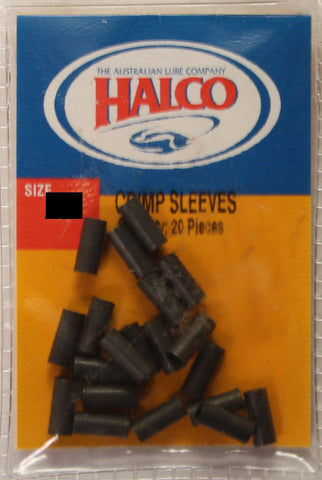 THE AUSTRALIAN LURE COMPANY
HALCO
SIZE
CRIMP SLEEVES
20 Pieces